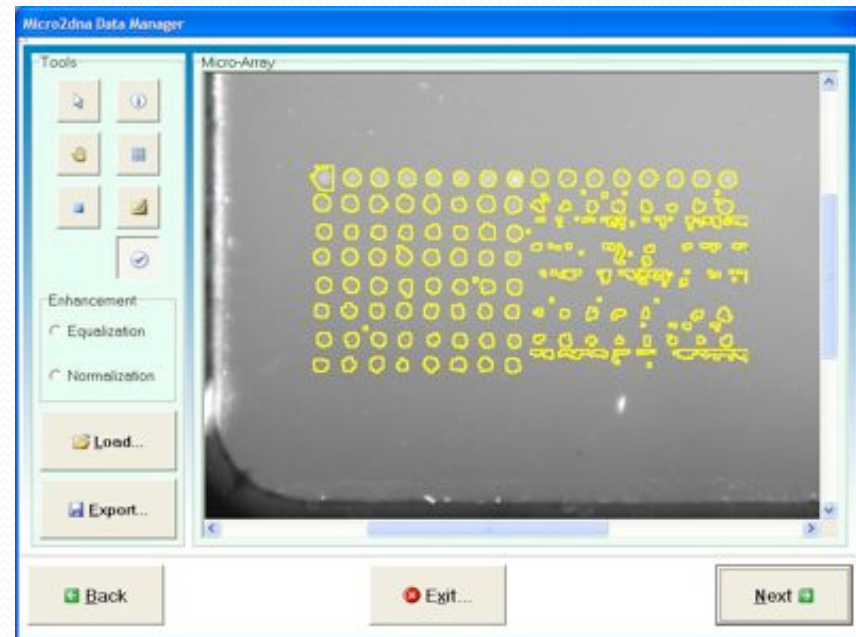 Micro2dna Data Manager
Tools
Micro-Array
Enhancement
Equalization
Normalization
Load...
Export...
Back
Exit...
Next